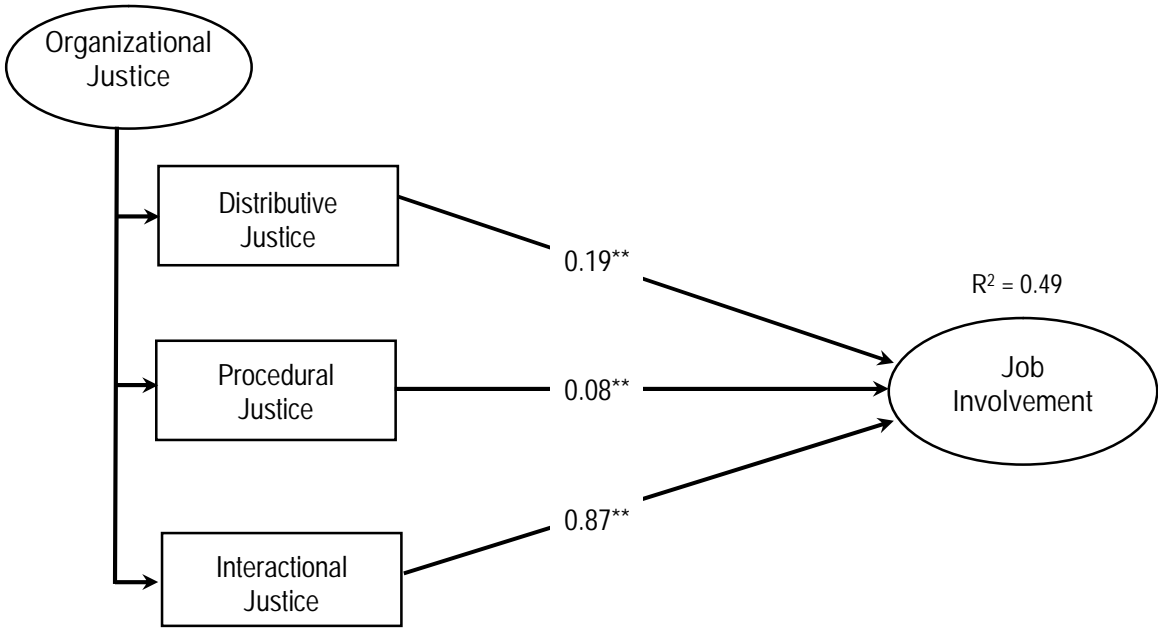 Organizational
Justice
Distributive
Justice
0.19**
R² = 0.49
Procedural
Justice
0.08**
Job
Involvement
0.87**
Interactional
Justice